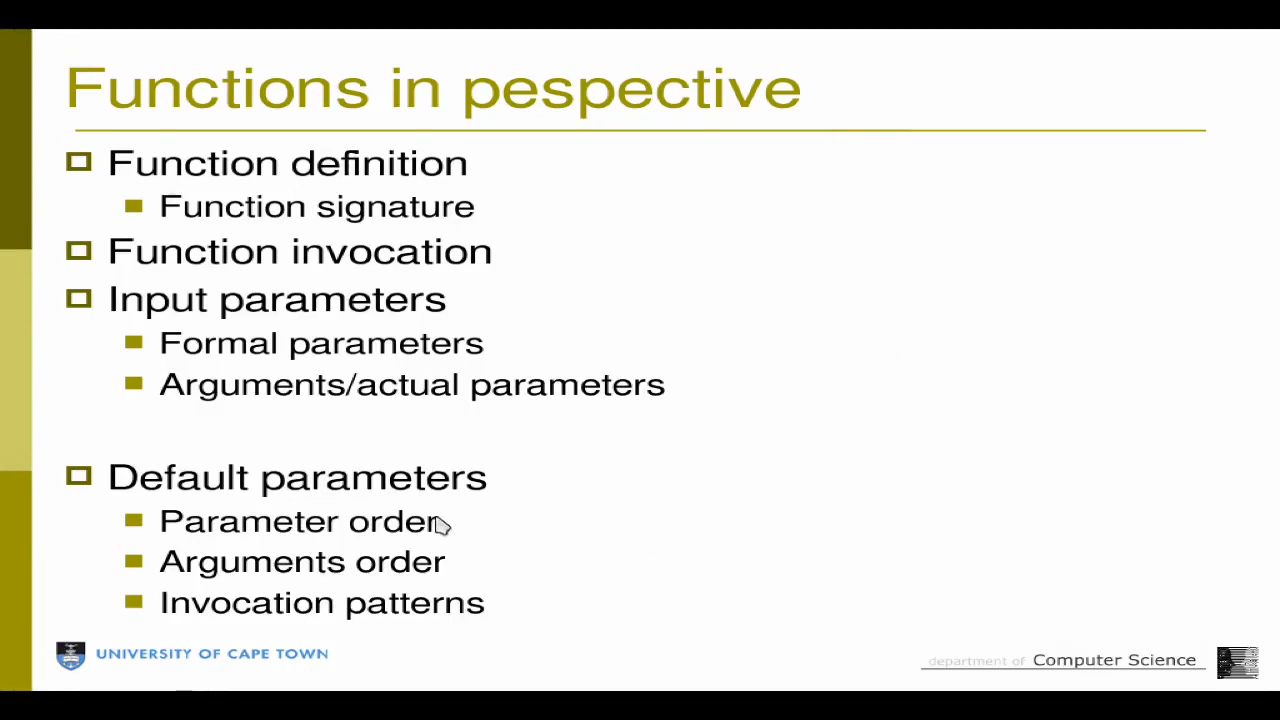 Functions in pespective
Function definition
Function signature
Function invocation
Input parameters
Formal parameters
Arguments/actual parameters
Default parameters
Parameter order
Arguments order
Invocation patterns
UNIVERSITY OF CAPE TOWN
department of Computer Science